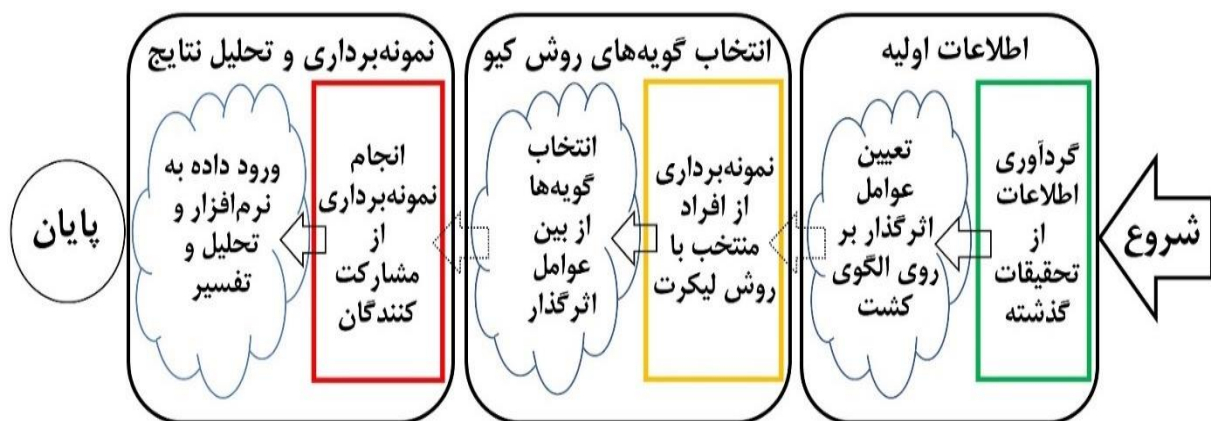 شروع
اطلاعات اولیه
گردآوری
اطلاعات
از
تحقیقات
گذشته
تعیین
عوامل
اثرگذار بر
روی الگوی
کشت
انتخاب گویه‌های روش کیو
نمونه‌برداری
از افراد
منتخب با
روش لیکرت
انتخاب
گویه‌ها
از بین
عوامل
اثرگذار
نمونه‌برداری و تحلیل نتایج
انجام
نمونه‌برداری
از
مشارکت
کنندگان
ورود داده به
نرم‌افزار و
تحلیل و
تفسیر
پایان